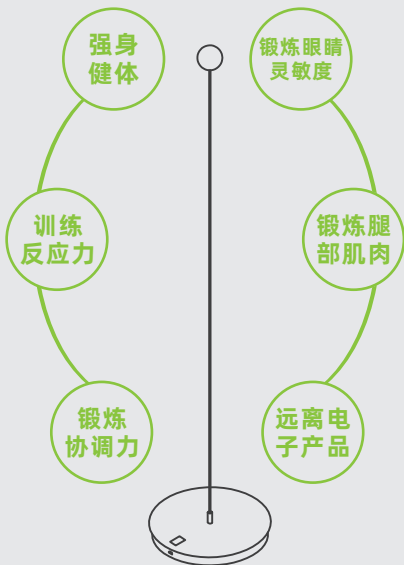 强身
健体
锻炼眼睛
灵敏度
训练
反应力
锻炼腿
部肌肉
锻炼
协调力
远离电
子产品